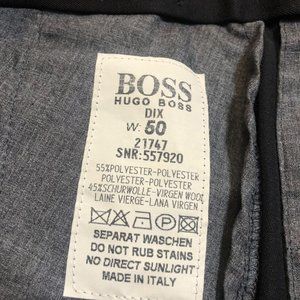 BOSS
HUGO BOSS
DIX
W: 50
21747
SNR:557920
55%POLYESTER-POLYESTER
POLYESTER-POLYESTER
45%SCHURWOLLE-VIRGEN WOOL
LAINE VIERGE-LANA VIRGEN
SEPARAT WASCHEN
DO NOT RUB STAINS
NO DIRECT SUNLIGHT
MADE IN ITALY